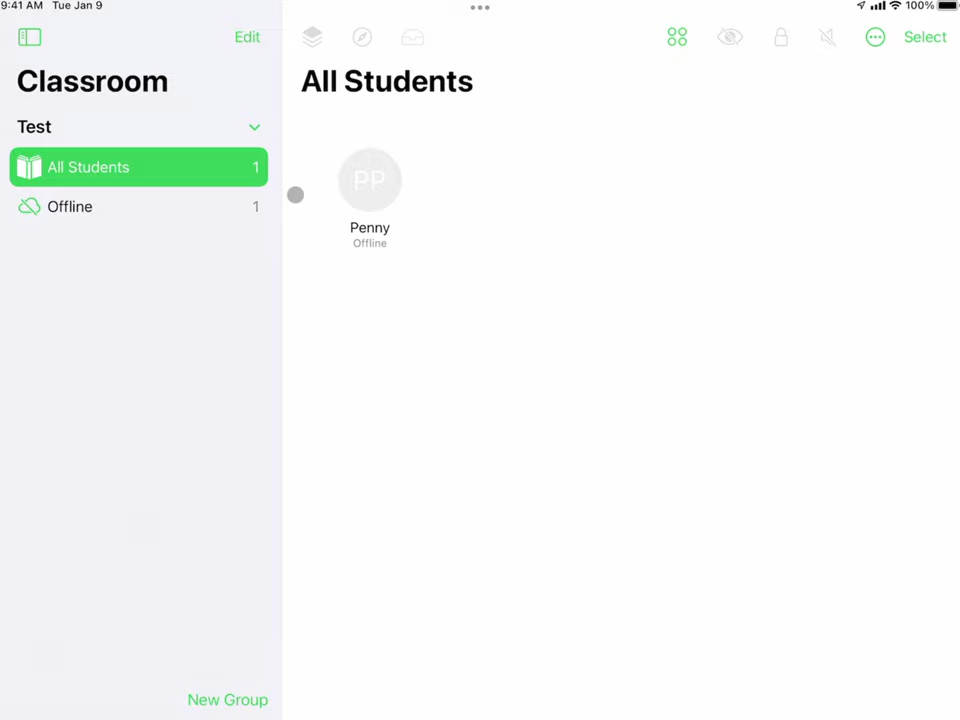 9:41 AM Tue Jan 9
100%
Edit
Select
Classroom
All Students
Test
All Students 1
Offline 1
PP
Penny
Offline
New Group